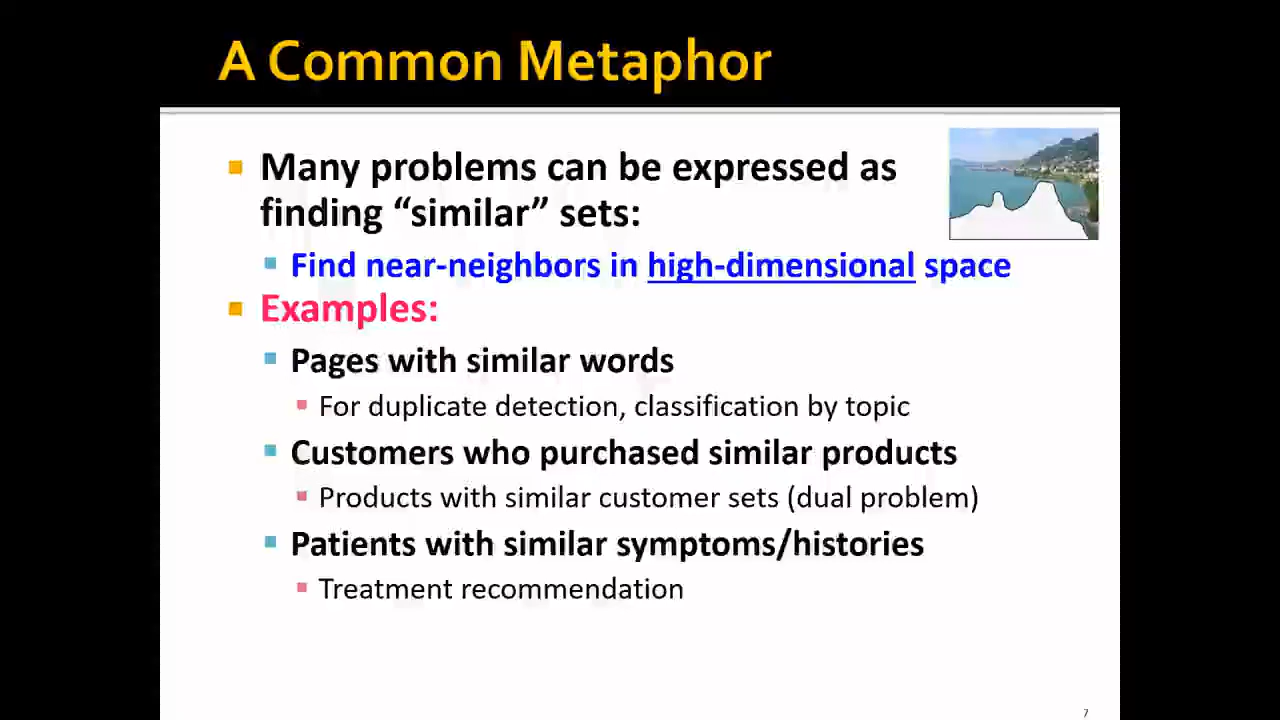 A Common Metaphor
Many problems can be expressed as
finding “similar” sets:
Find near-neighbors in high-dimensional space
Examples:
Pages with similar words
For duplicate detection, classification by topic
Customers who purchased similar products
Products with similar customer sets (dual problem)
Patients with similar symptoms/histories
Treatment recommendation
7